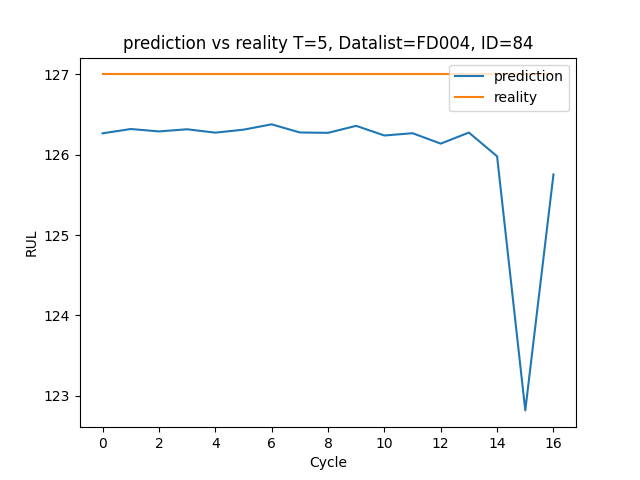 prediction vs reality T=5, Datalist=FD004, ID=84
127
126
125
124
123
RUL
prediction
reality
0 2 4 6 8 10 12 14 16
Cycle